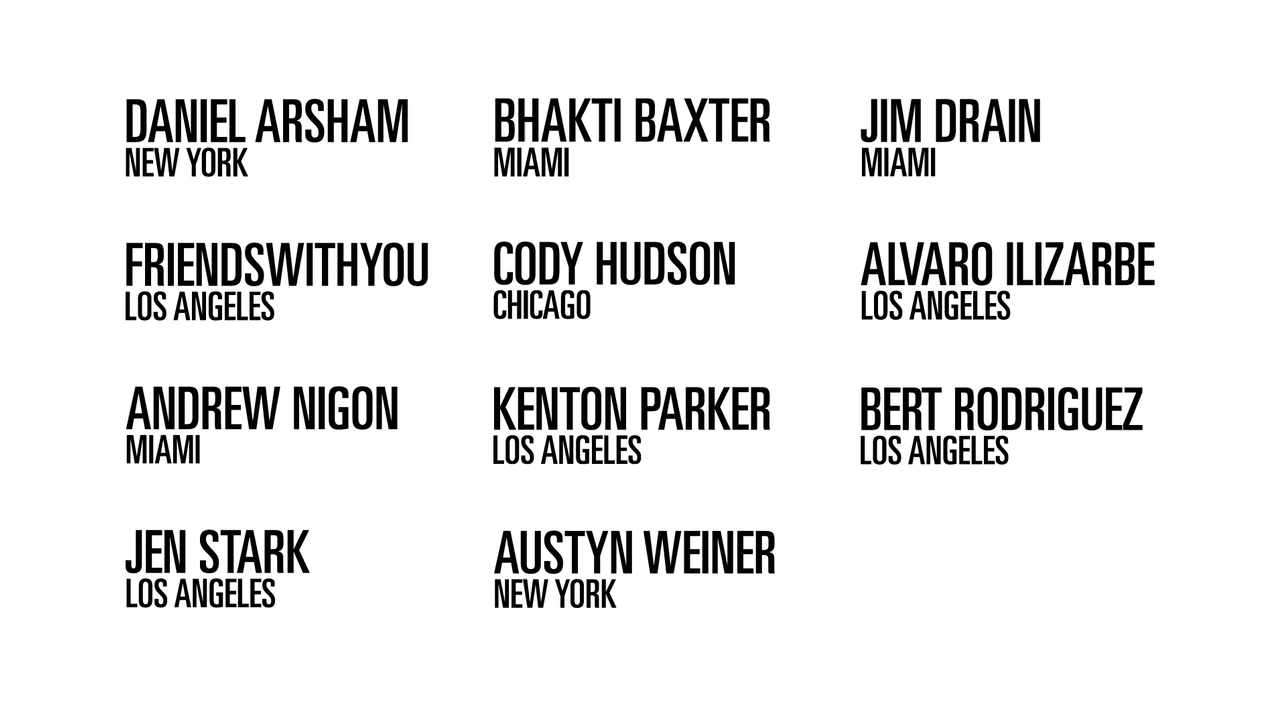 DANIEL ARSHAM
NEW YORK
BHAKTI BAXTER
MIAMI
JIM DRAIN
MIAMI
FRIENDSWITHYOU
LOS ANGELES
CODY HUDSON
CHICAGO
ALVARO ILIZARBE
LOS ANGELES
ANDREW NIGON
MIAMI
KENTON PARKER
LOS ANGELES
BERT RODRIGUEZ
LOS ANGELES
JEN STARK
LOS ANGELES
AUSTYN WEINER
NEW YORK